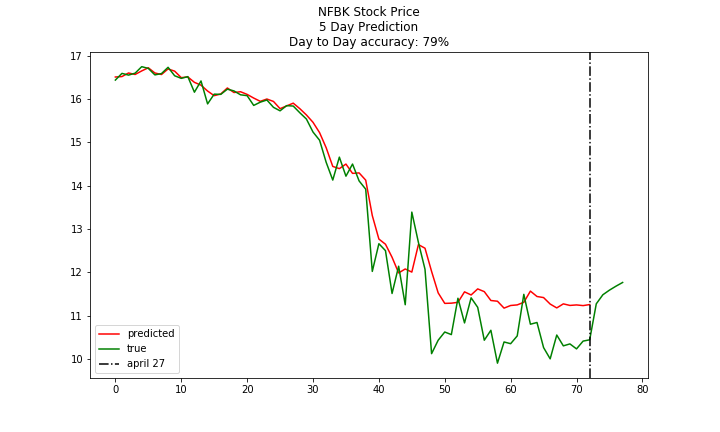 NFBK Stock Price
5 Day Prediction
Day to Day accuracy: 79%
17
16
15
14
13
12
11
10
predicted
true
april 27
0 10 20 30 40 50 60 70 80